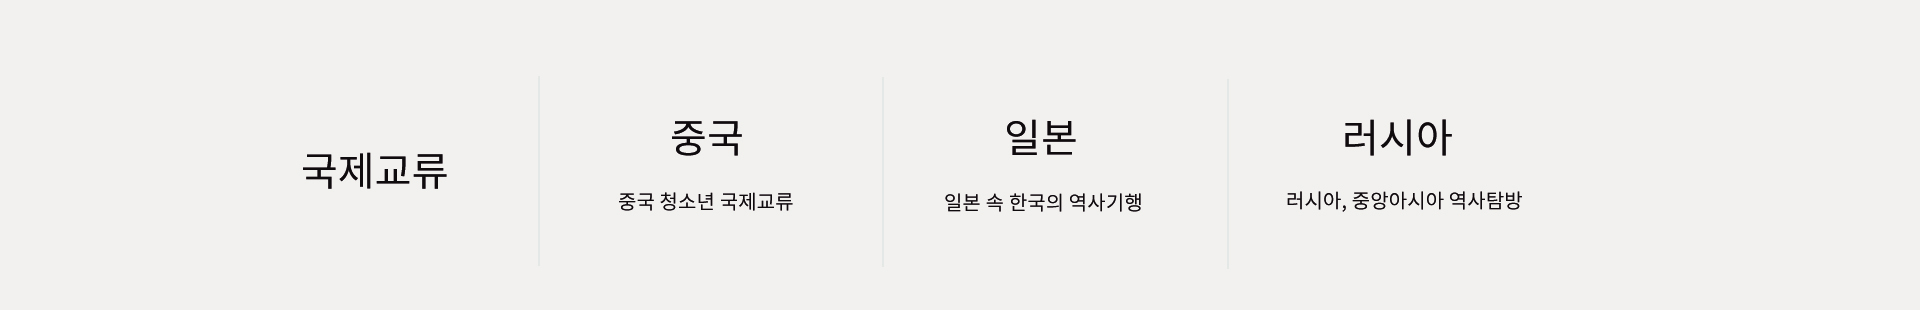 국제교류
중국
중국 청소년 국제교류
일본
일본 속 한국의 역사기행
러시아
러시아, 중앙아시아 역사탐방